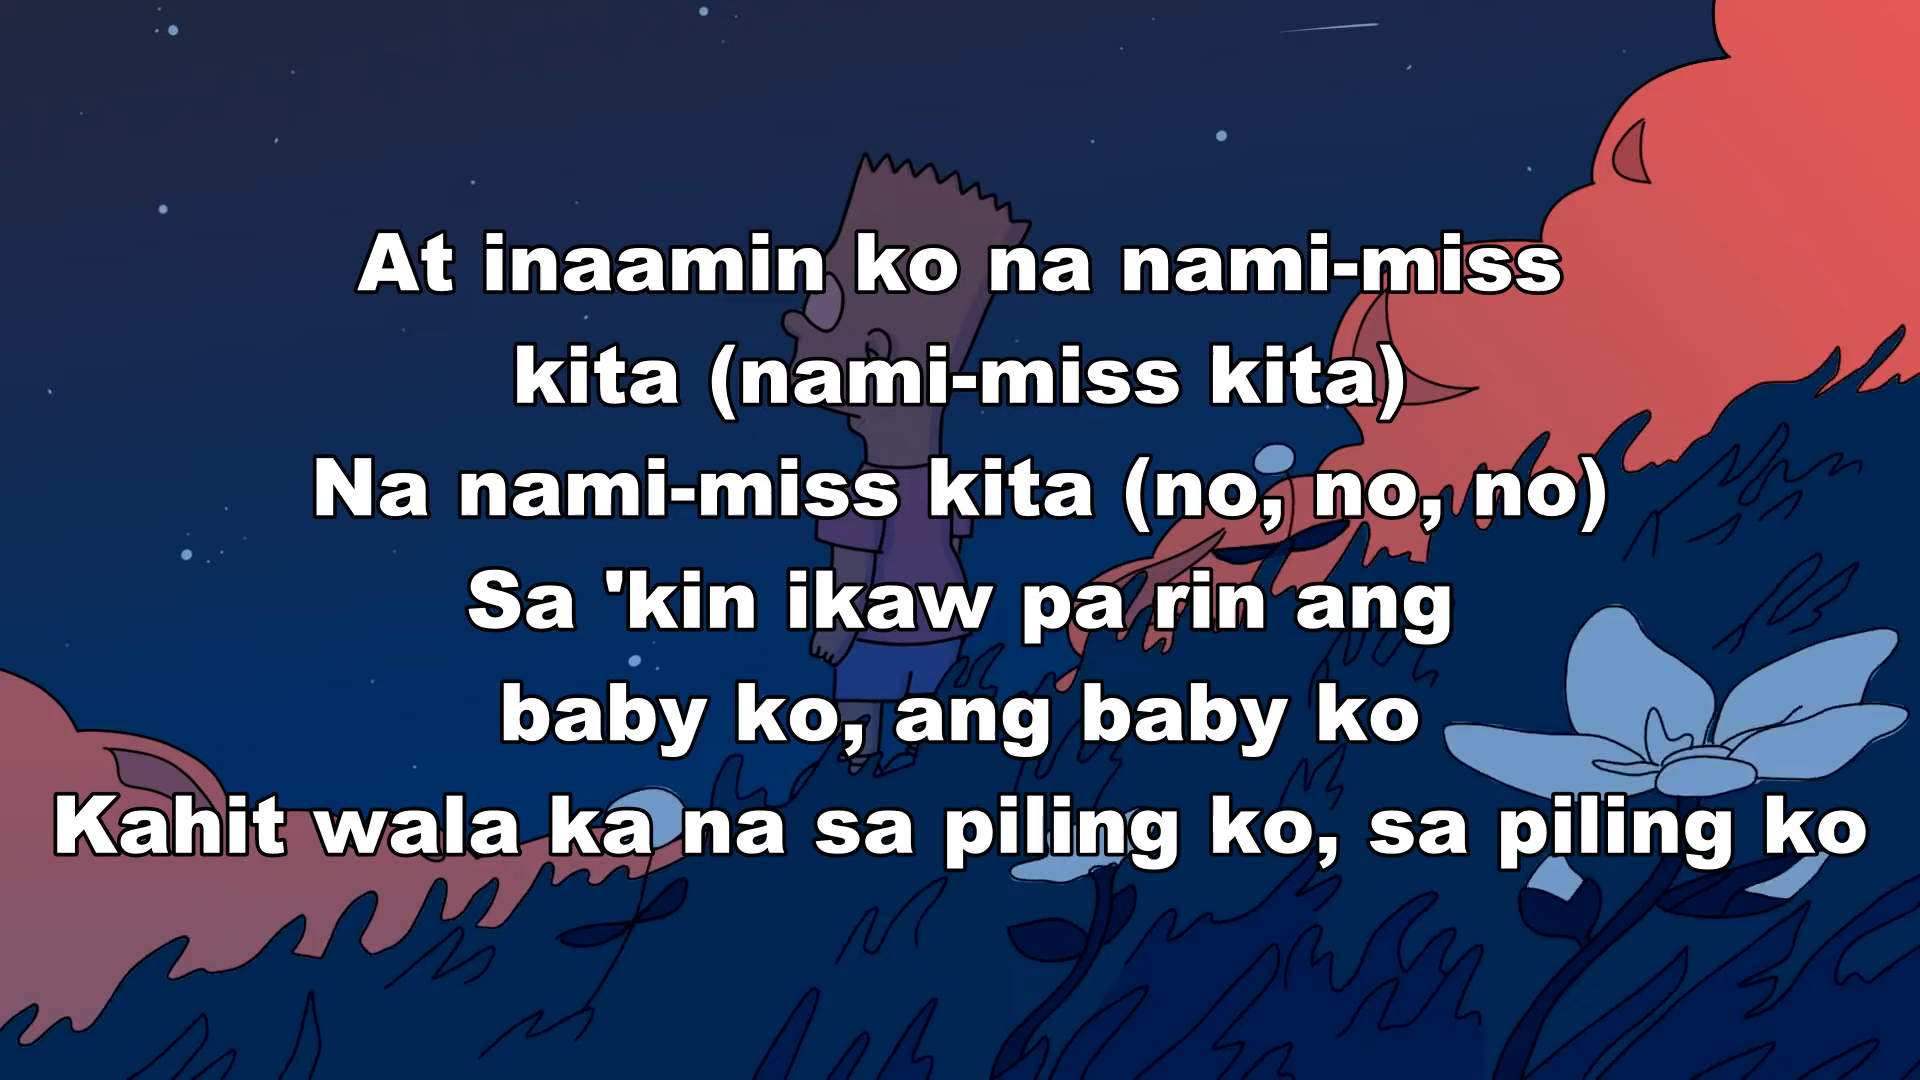 At inaamin ko na nami-miss
kita (nami-miss kita)
Na nami-miss kita (no, no, no)
Sa 'kin ikaw pa rin ang
baby ko, ang baby ko
Kahit wala ka na sa piling ko, sa piling ko